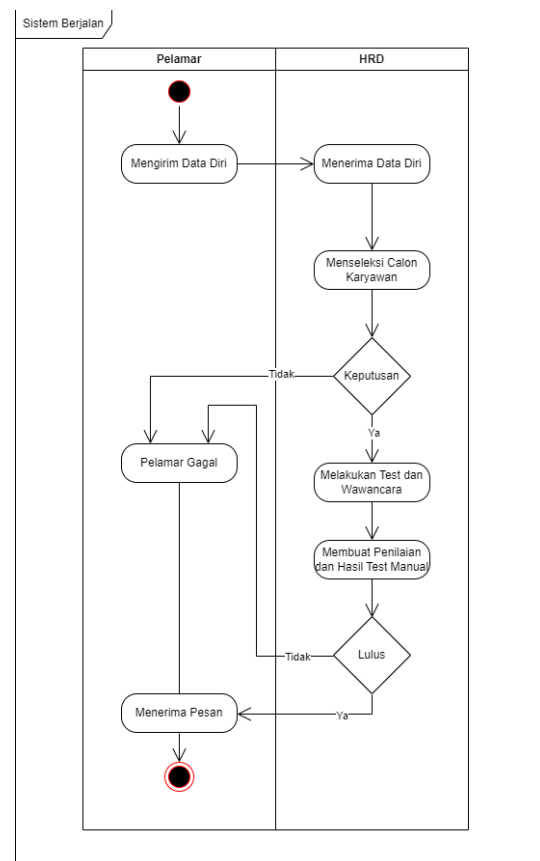 Sistem Berjalan
Pelamar
HRD
Mengirim Data Diri
Menerima Data Diri
Menseleksi Calon
Karyawan
Tidak
Keputusan
Ya
Pelamar Gagal
Melakukan Test dan
Wawancara
Membuat Penilaian
dan Hasil Test Manual
Tidak
Lulus
Menerima Pesan
Ya